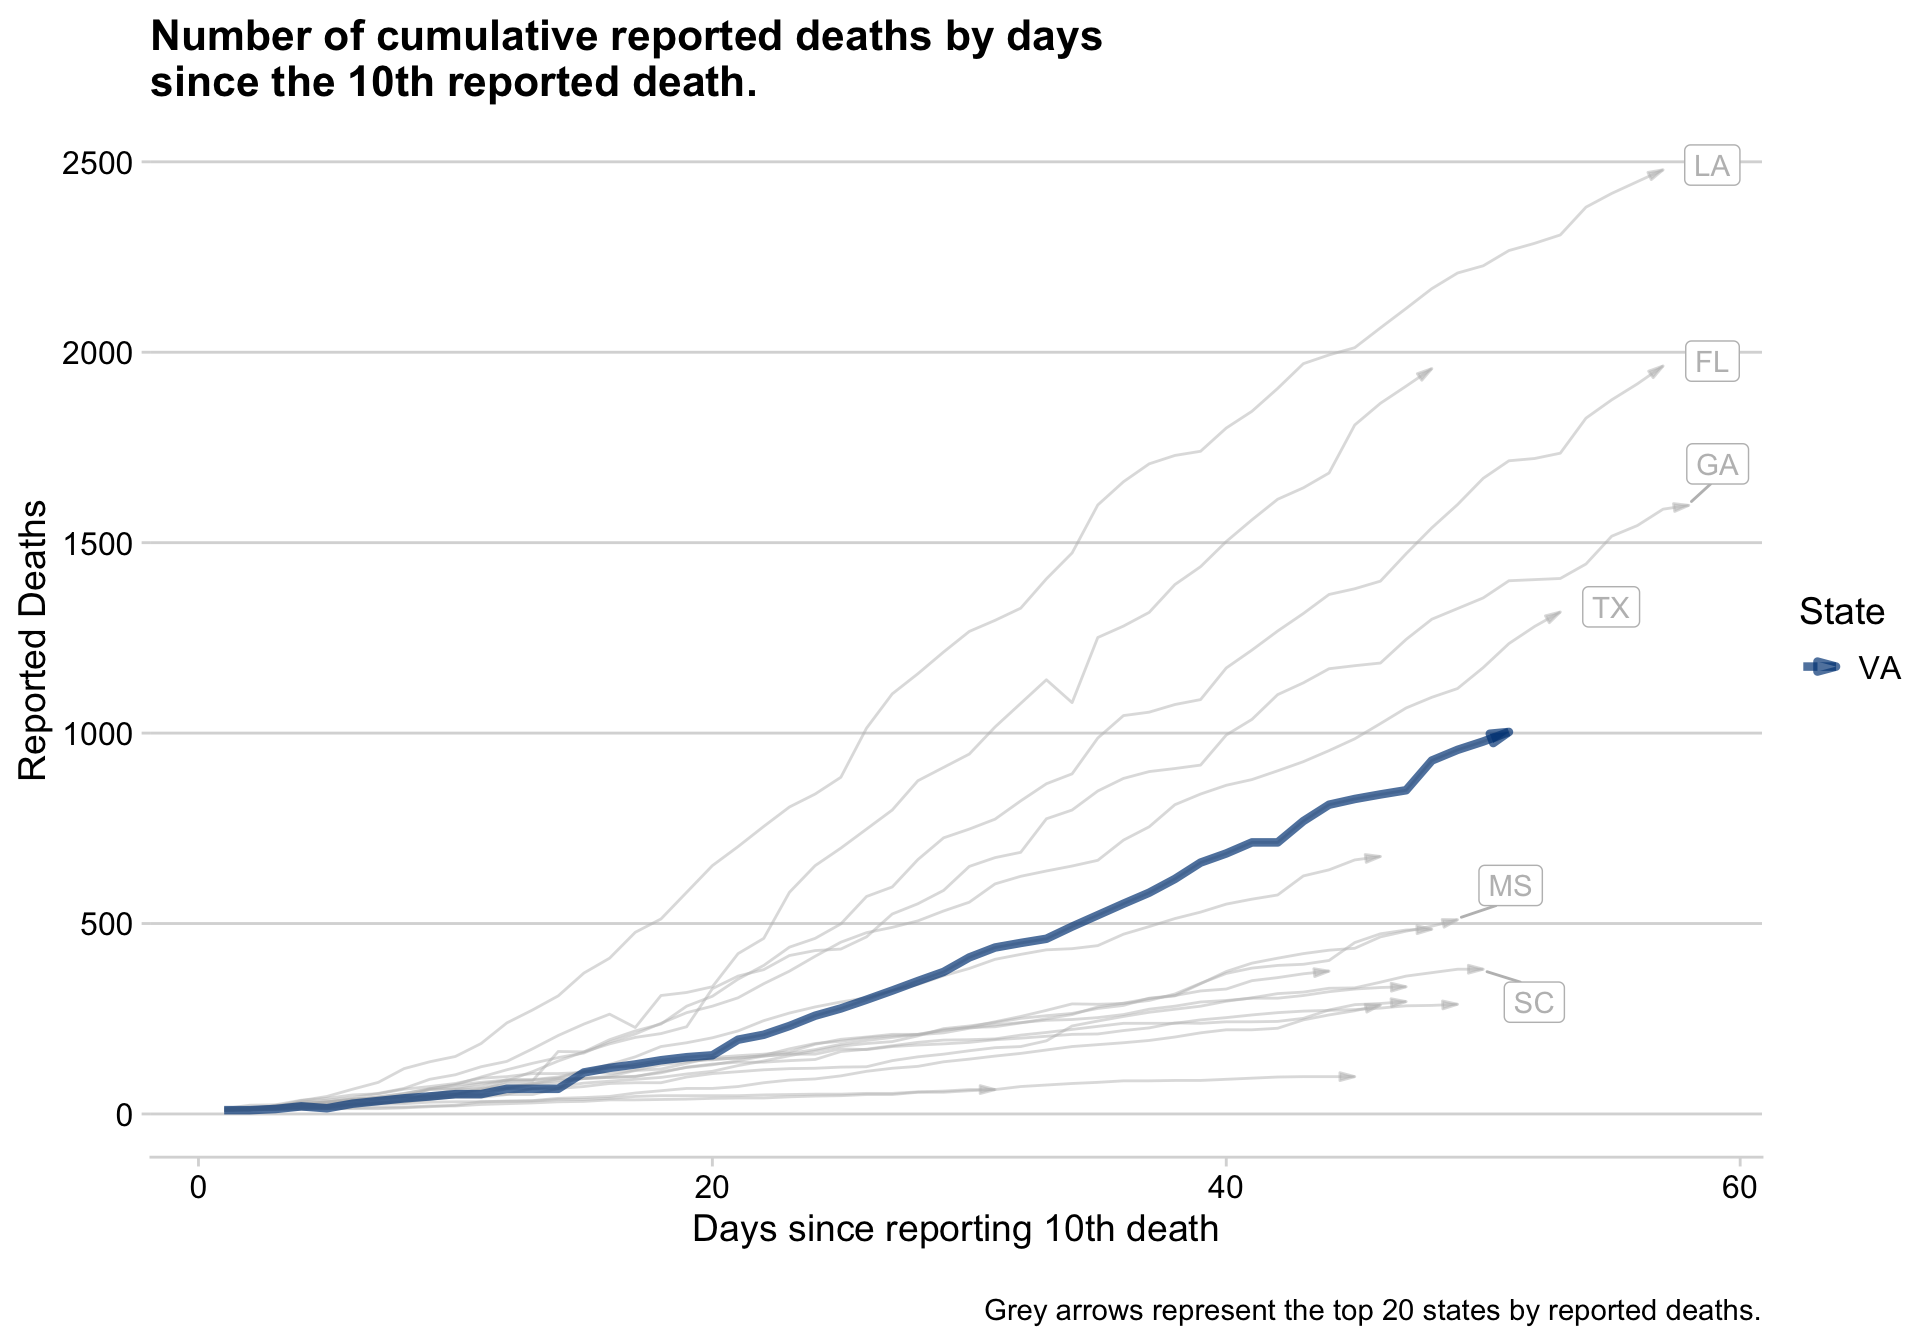 Number of cumulative reported deaths by days
since the 10th reported death.
2500
2000
1500
1000
500
0
Reported Deaths
LA
FL
GA
TX
MS
SC
State
VA
0 20 40 60
Days since reporting 10th death
Grey arrows represent the top 20 states by reported deaths.